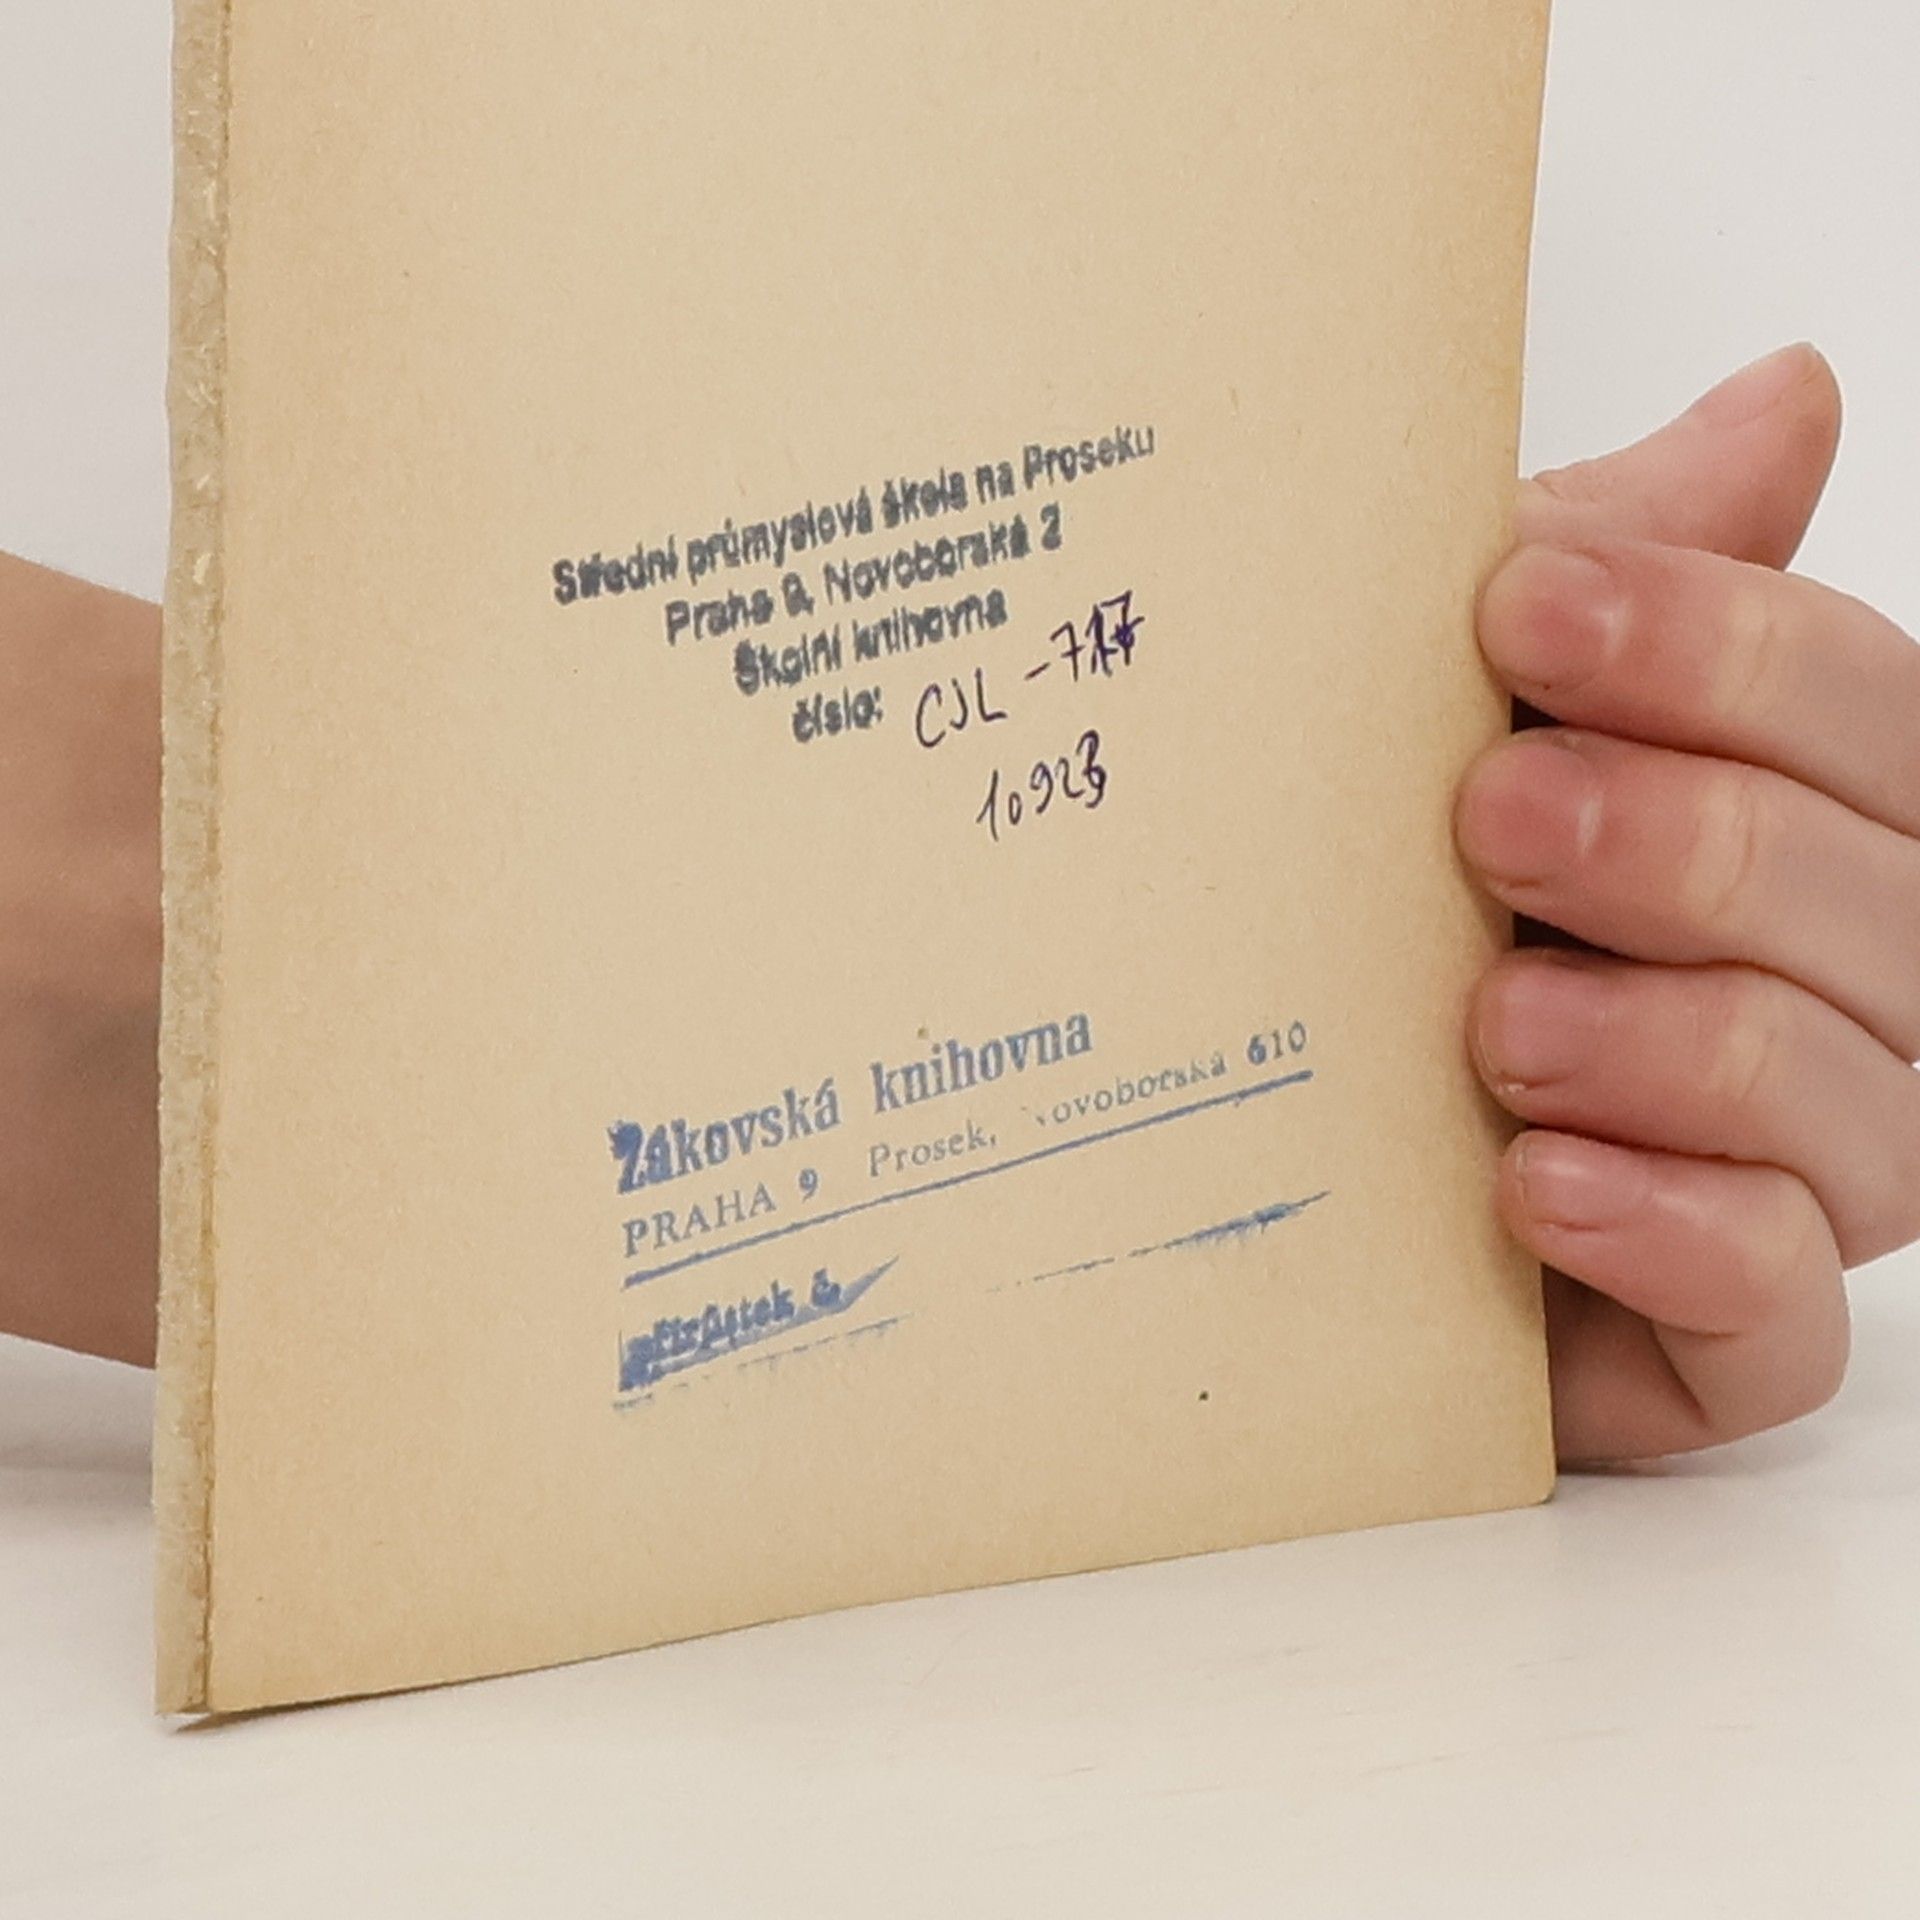 Střední průmyslová škola na Proseku
Praha 9, Novoborská 2
Školní knihovna
číslo: CJL -717
10923
Žákovská knihovna
PRAHA 9 Prosek, Novoborská 610
přírůstek č.